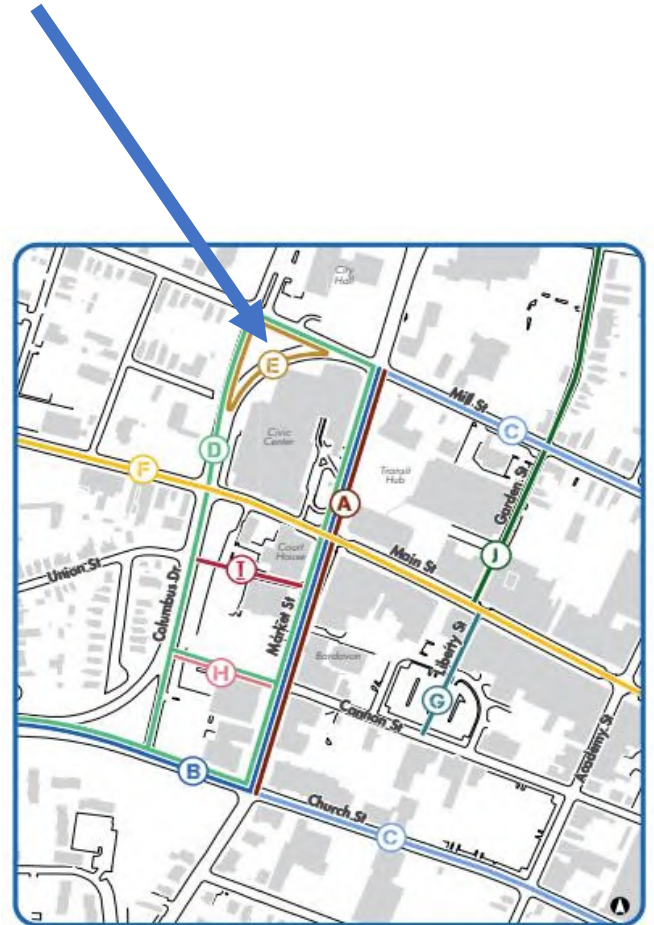 City
Hall
E
Mill St
C
D
Civic
Center
F
Transit
Hub
Garden St
A
Main St
J
Court
House
Union St
I
Columbus Dr
Market St
Liberty St
Bardavon
H
G
Cannon St
Academy St
B
Church St
C